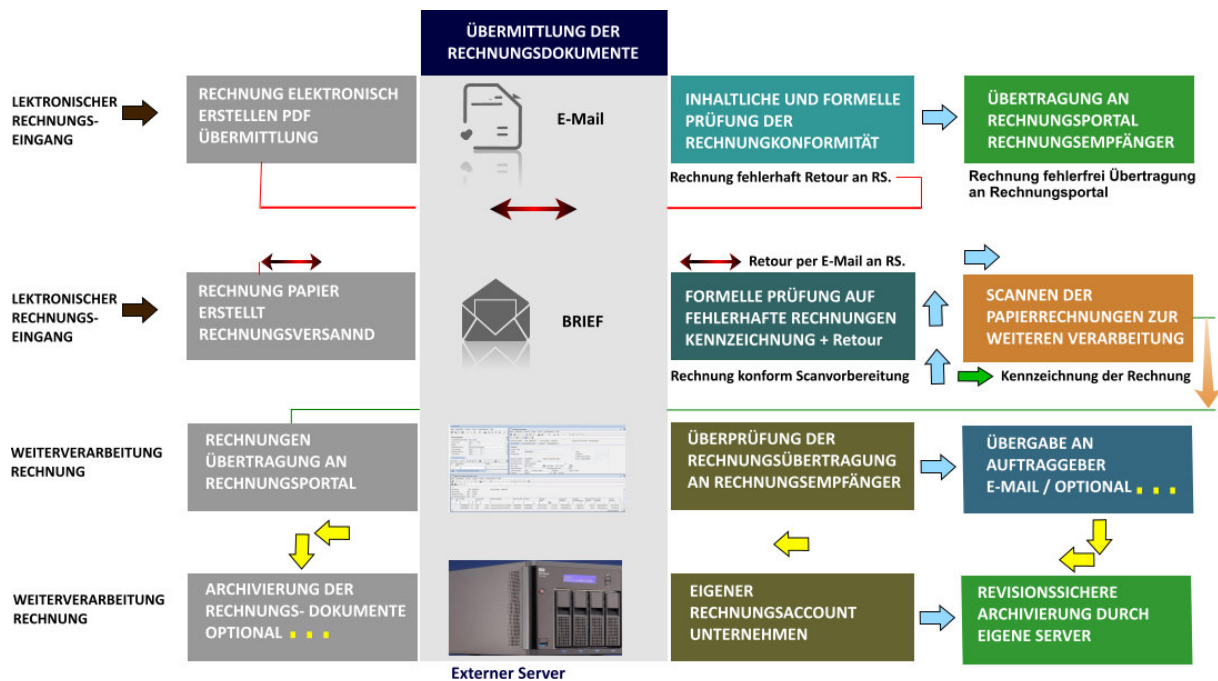 ÜBERMITTLUNG DER
RECHNUNGSDOKUMENTE
LEKTRONISCHER
RECHNUNGS-
EINGANG
RECHNUNG ELEKTRONISCH
ERSTELLEN PDF
ÜBERMITTLUNG
E-Mail
INHALTLICHE UND FORMELLE
PRÜFUNG DER
RECHNUNGKONFORMITÄT
ÜBERTRAGUNG AN
RECHNUNGSPORTAL
RECHNUNGSEMPFÄNGER
Rechnung fehlerhaft Retour an RS.
Rechnung fehlerfrei Übertragung
an Rechnungsportal
Retour per E-Mail an RS.
LEKTRONISCHER
RECHNUNGS-
EINGANG
RECHNUNG PAPIER
ERSTELLT
RECHNUNGSVERSANND
BRIEF
FORMELLE PRÜFUNG AUF
FEHLERHAFTE RECHNUNGEN
KENNZEICHNUNG + Retour
SCANNEN DER
PAPIERRECHNUNGEN ZUR
WEITEREN VERARBEITUNG
Rechnung konform Scanvorbereitung
Kennzeichnung der Rechnung
WEITERVERARBEITUNG
RECHNUNG
RECHNUNGEN
ÜBERTRAGUNG AN
RECHNUNGSPORTAL
ÜBERPRÜFUNG DER
RECHNUNGSÜBERTRAGUNG
AN RECHNUNGSEMPFÄNGER
ÜBERGABE AN
AUFTRAGGEBER
E-MAIL / OPTIONAL . . .
WEITERVERARBEITUNG
RECHNUNG
ARCHIVIERUNG DER
RECHNUNGS- DOKUMENTE
OPTIONAL . . .
EIGENER
RECHNUNGSACCOUNT
UNTERNEHMEN
REVISIONSSICHERE
ARCHIVIERUNG DURCH
EIGENE SERVER
Externer Server